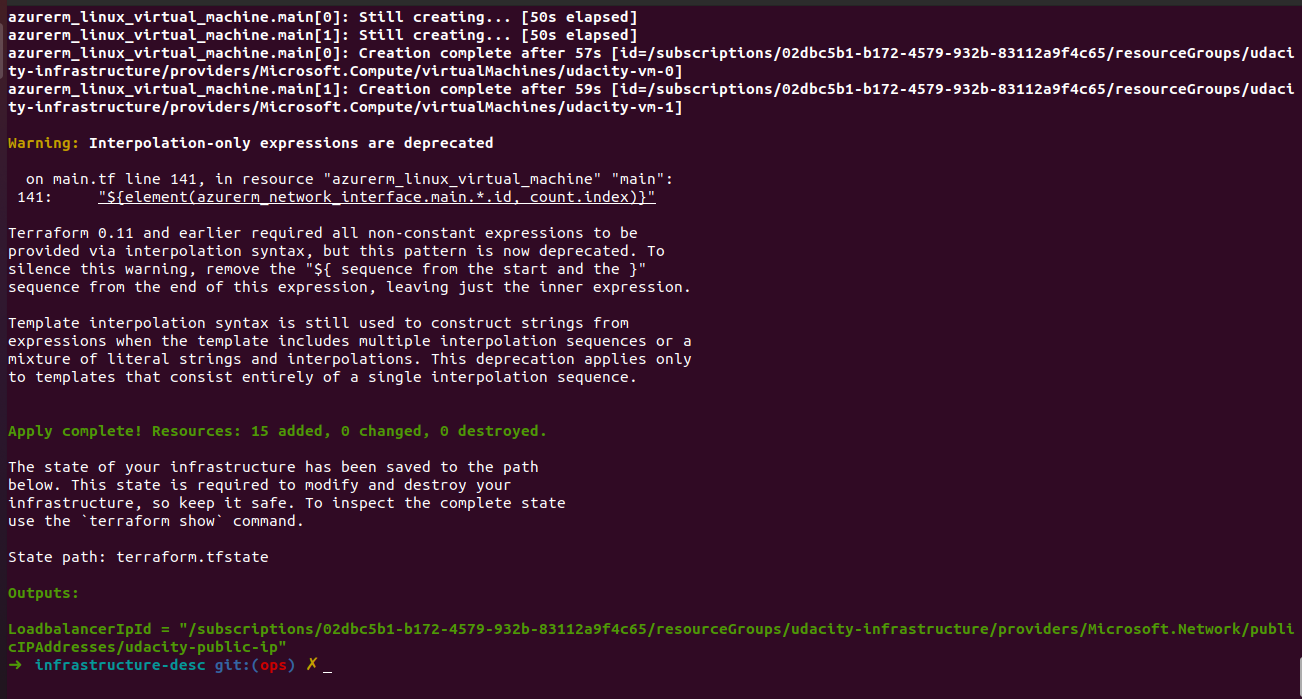 azurerm_linux_virtual_machine.main[0]: Still creating... [50s elapsed]
azurerm_linux_virtual_machine.main[1]: Still creating... [50s elapsed]
azurerm_linux_virtual_machine.main[0]: Creation complete after 57s [id=/subscriptions/02dbc5b1-b172-4579-932b-83112a9f4c65/resourceGroups/udaci
ty-infrastructure/providers/Microsoft.Compute/virtualMachines/udacity-vm-0]
azurerm_linux_virtual_machine.main[1]: Creation complete after 59s [id=/subscriptions/02dbc5b1-b172-4579-932b-83112a9f4c65/resourceGroups/udaci
ty-infrastructure/providers/Microsoft.Compute/virtualMachines/udacity-vm-1]
Warning: Interpolation-only expressions are deprecated
on main.tf line 141, in resource "azurerm_linux_virtual_machine" "main":
141: "${element(azurerm_network_interface.main.*.id, count.index)}"
Terraform 0.11 and earlier required all non-constant expressions to be
provided via interpolation syntax, but this pattern is now deprecated. To
silence this warning, remove the "${ sequence from the start and the }"
sequence from the end of this expression, leaving just the inner expression.
Template interpolation syntax is still used to construct strings from
expressions when the template includes multiple interpolation sequences or a
mixture of literal strings and interpolations. This deprecation applies only
to templates that consist entirely of a single interpolation sequence.
Apply complete! Resources: 15 added, 0 changed, 0 destroyed.
The state of your infrastructure has been saved to the path
below. This state is required to modify and destroy your
infrastructure, so keep it safe. To inspect the complete state
use the `terraform show` command.
State path: terraform.tfstate
Outputs:
LoadbalancerIpId = "/subscriptions/02dbc5b1-b172-4579-932b-83112a9f4c65/resourceGroups/udacity-infrastructure/providers/Microsoft.Network/publi
cIPAddresses/udacity-public-ip"
➜ infrastructure-desc git:(ops) ✗ _